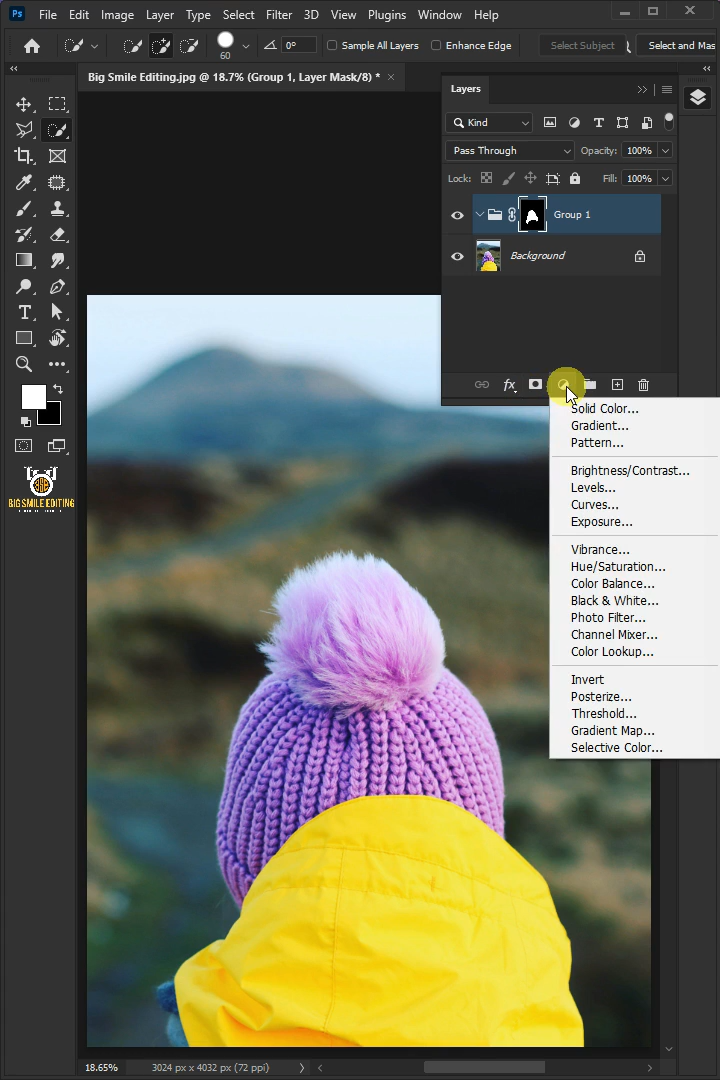 Ps File Edit Image Layer Type Select Filter 3D View Plugins Window Help
60 0° Sample All Layers Enhance Edge Select Subject Select and Mas
Big Smile Editing.jpg @ 18.7% (Group 1, Layer Mask/8) *
Layers
Kind
Pass Through Opacity: 100%
Lock: Fill: 100%
Group 1
Background
fx
Solid Color...
Gradient...
Pattern...
Brightness/Contrast...
Levels...
Curves...
Exposure...
Vibrance...
Hue/Saturation...
Color Balance...
Black & White...
Photo Filter...
Channel Mixer...
Color Lookup...
Invert
Posterize...
Threshold...
Gradient Map...
Selective Color...
BIG SMILE EDITING
18.65% 3024 px x 4032 px (72 ppi)